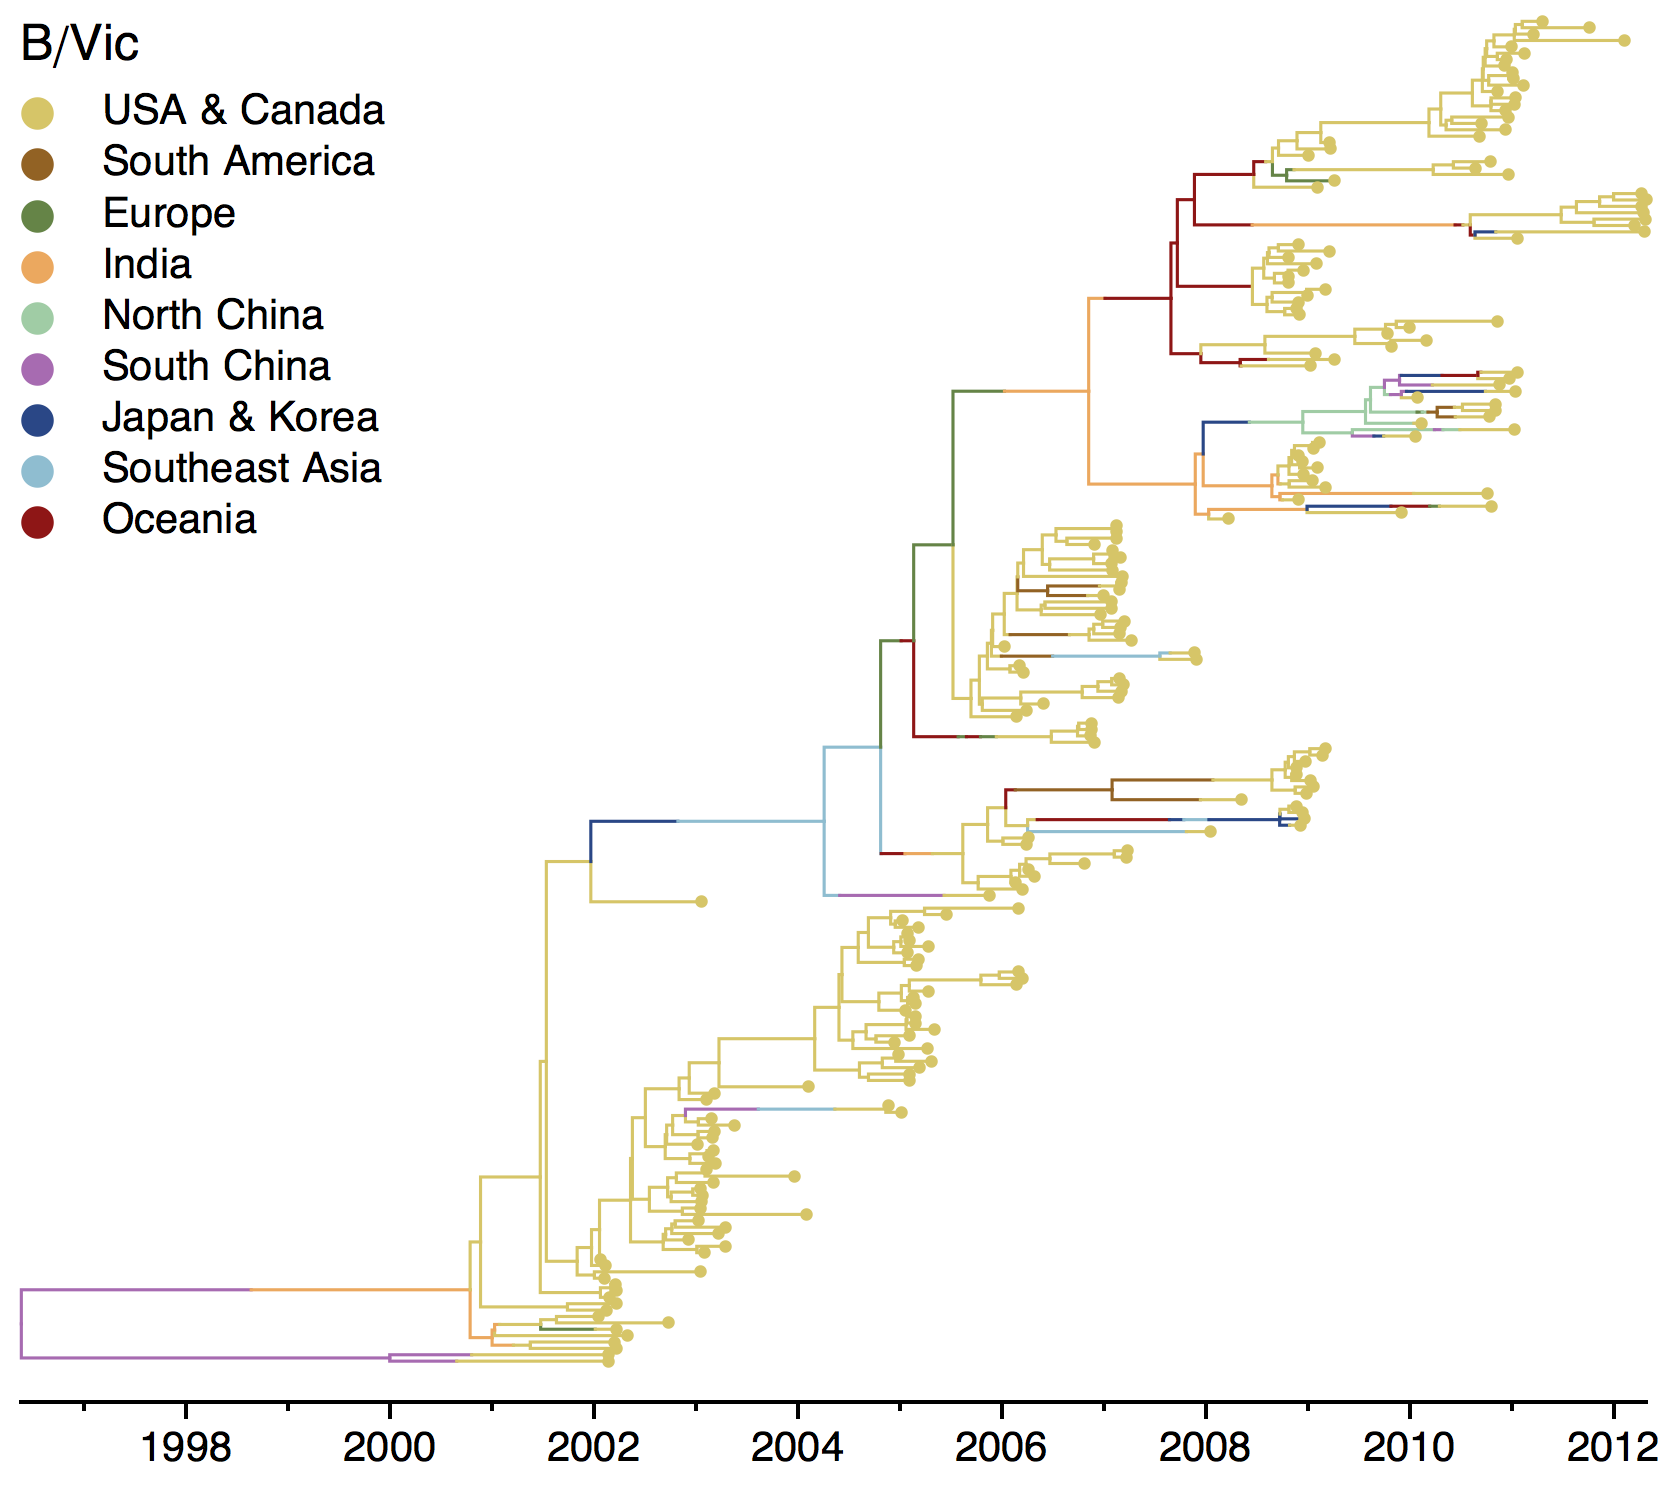 B/Vic
USA & Canada
South America
Europe
India
North China
South China
Japan & Korea
Southeast Asia
Oceania
1998 2000 2002 2004 2006 2008 2010 2012